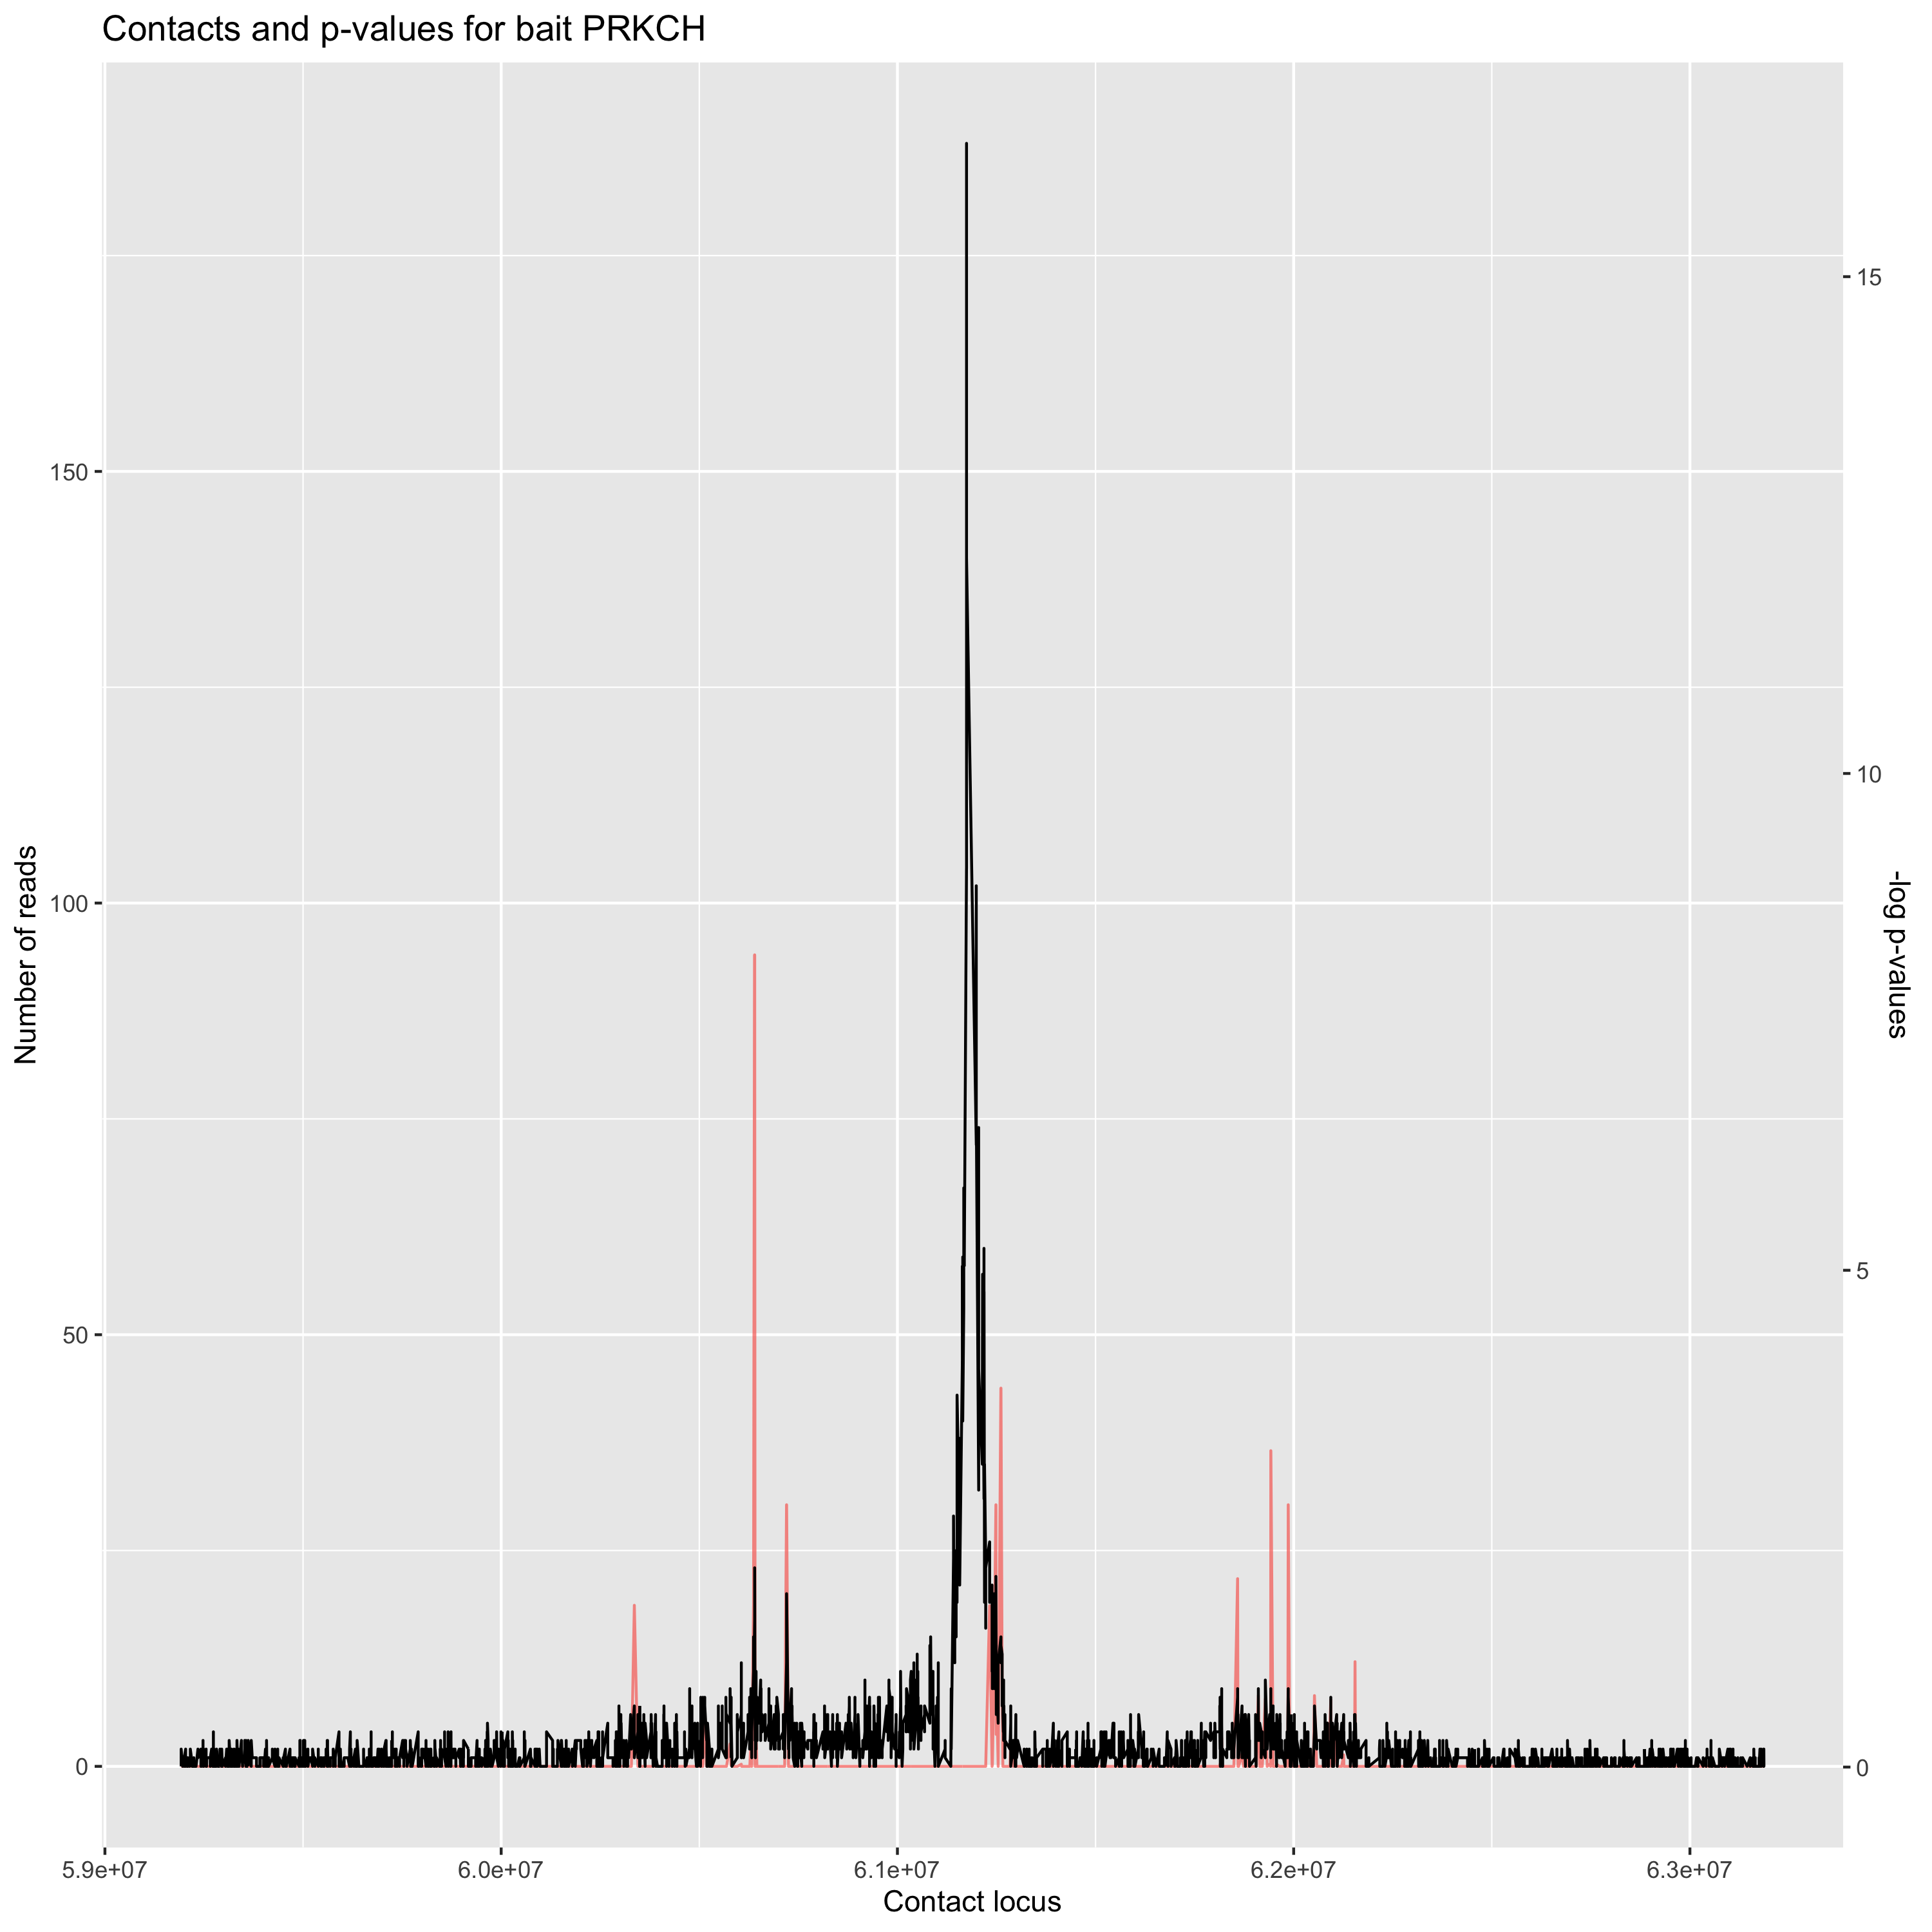 Contacts and p-values for bait PRKCH
Number of reads
150
100
50
0
15
10
5
0
-log p-values
5.9e+07
6.0e+07
6.1e+07
6.2e+07
6.3e+07
Contact locus